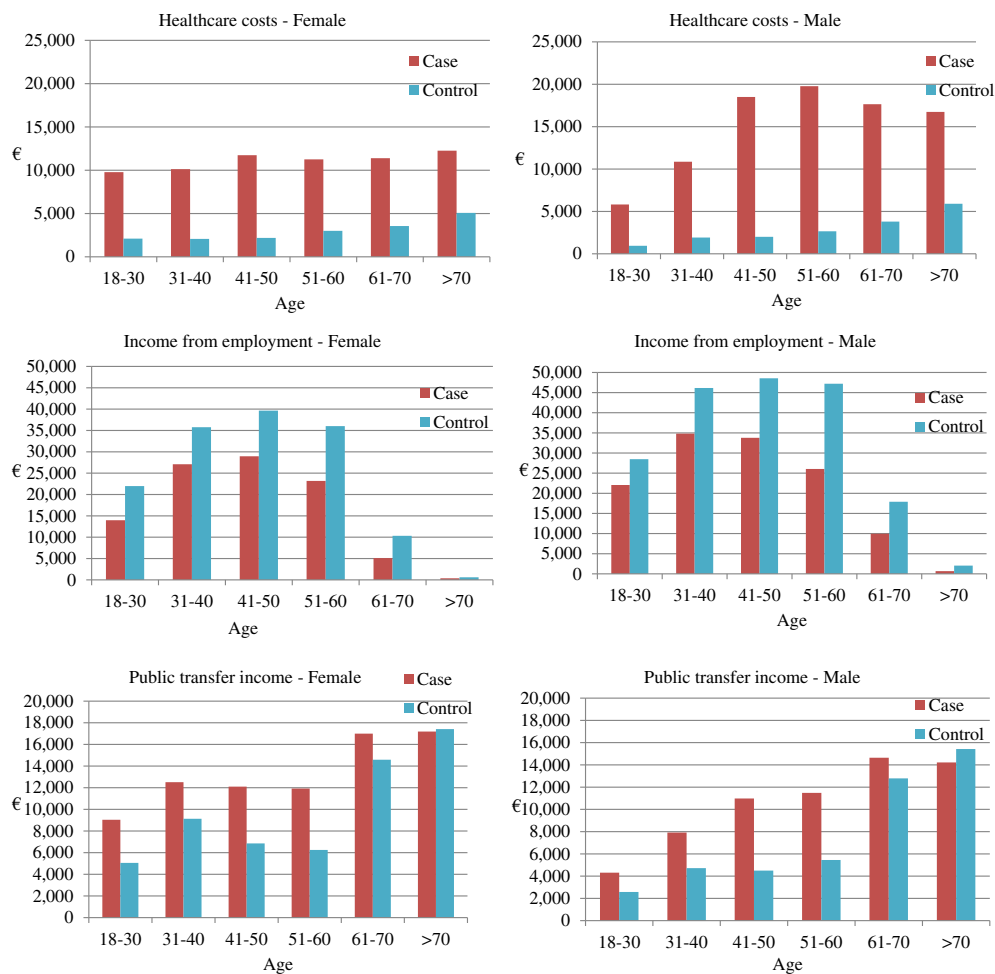 Healthcare costs - Female
25,000
20,000
15,000
10,000
5,000
0
€
Case
Control
18-30 31-40 41-50 51-60 61-70 >70
Age
Healthcare costs - Male
25,000
20,000
15,000
10,000
5,000
0
€
Case
Control
18-30 31-40 41-50 51-60 61-70 >70
Age
Income from employment - Female
50,000
45,000
40,000
35,000
30,000
25,000
20,000
15,000
10,000
5,000
0
€
Case
Control
18-30 31-40 41-50 51-60 61-70 >70
Age
Income from employment - Male
50,000
45,000
40,000
35,000
30,000
25,000
20,000
15,000
10,000
5,000
0
€
Case
Control
18-30 31-40 41-50 51-60 61-70 >70
Age
Public transfer income - Female
20,000
18,000
16,000
14,000
12,000
10,000
8,000
6,000
4,000
2,000
0
€
Case
Control
18-30 31-40 41-50 51-60 61-70 >70
Age
Public transfer income - Male
20,000
18,000
16,000
14,000
12,000
10,000
8,000
6,000
4,000
2,000
0
€
Case
Control
18-30 31-40 41-50 51-60 61-70 >70
Age